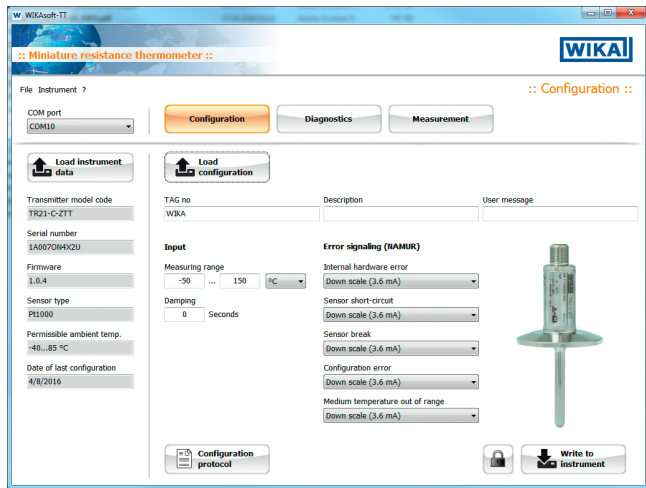 WIKAsoft-TT
:: Miniature resistance thermometer ::
WIKA
File Instrument ?
:: Configuration ::
COM port
COM10
Configuration
Diagnostics
Measurement
Load instrument
data
Load
configuration
Transmitter model code
TR21-C-ZTT
TAG no
WIKA
Description
User message
Serial number
1A007ON4X2U
Input
Error signaling (NAMUR)
Firmware
1.0.4
Measuring range
-50 ... 150 °C
Internal hardware error
Down scale (3.6 mA)
Sensor type
Pt1000
Damping
0 Seconds
Sensor short-circuit
Down scale (3.6 mA)
Permissible ambient temp.
-40...85 °C
Sensor break
Down scale (3.6 mA)
Date of last configuration
4/8/2016
Configuration error
Down scale (3.6 mA)
Medium temperature out of range
Down scale (3.6 mA)
Configuration
protocol
Write to
instrument